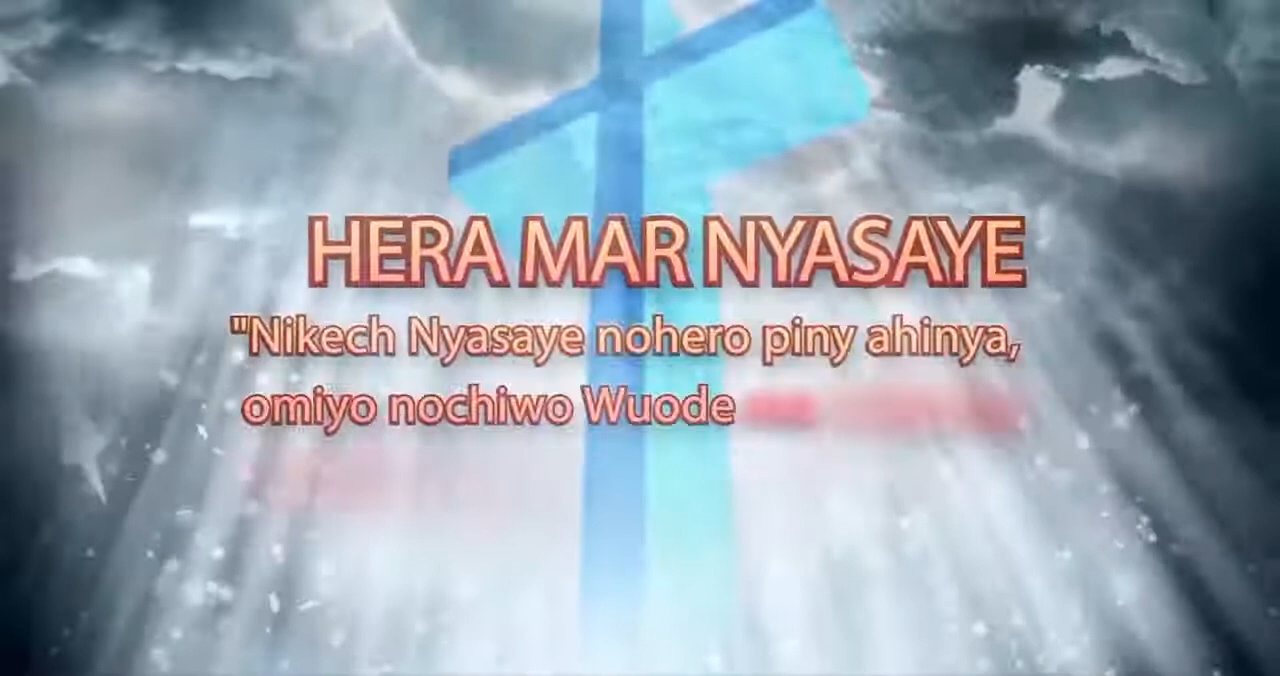 HERA MAR NYASAYE
"Nikech Nyasaye nohero piny ahinya,
omiyo nochiwo Wuode